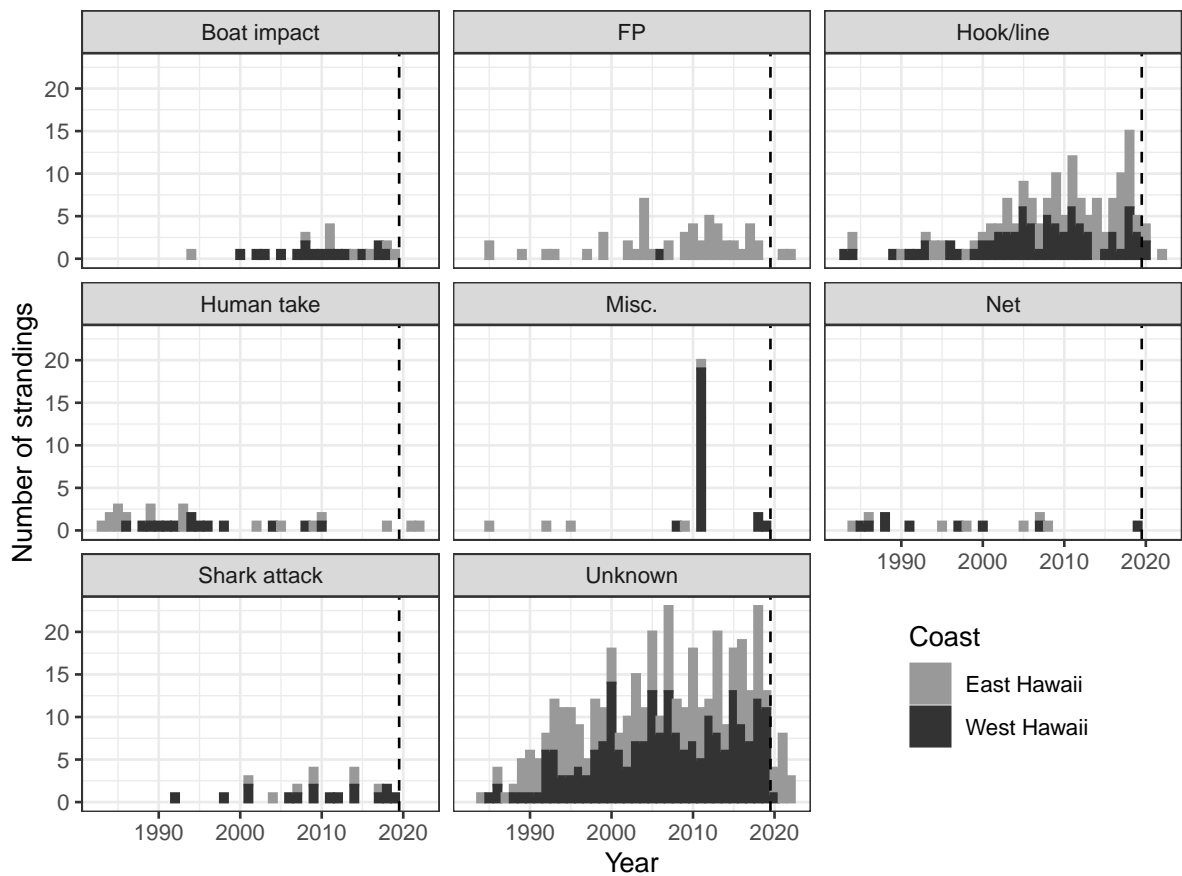 Boat impact FP Hook/line
20
15
10
5
0
Human take Misc. Net
20
15
10
5
0
1990 2000 2010 2020
Shark attack Unknown
20
15
10
5
0
1990 2000 2010 2020 1990 2000 2010 2020
Number of strandings
Year
Coast
East Hawaii
West Hawaii